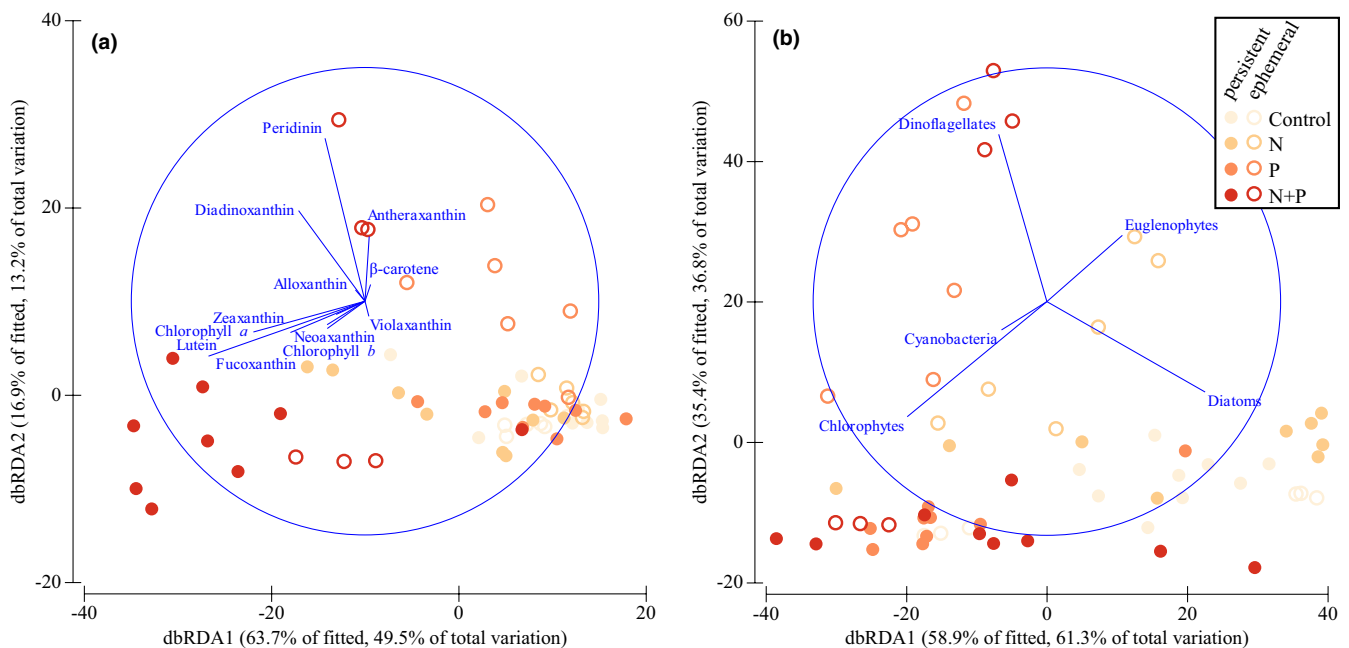 (a)
40
20
0
-20
-40
-20
0
20
dbRDA2 (16.9% of fitted, 13.2% of total variation)
dbRDA1 (63.7% of fitted, 49.5% of total variation)
Peridinin
Diadinoxanthin
Antheraxanthin
β-carotene
Alloxanthin
Zeaxanthin
Violaxanthin
Chlorophyll a
Neoaxanthin
Lutein
Chlorophyll b
Fucoxanthin
(b)
60
40
20
0
-20
-40
-20
0
20
40
dbRDA2 (35.4% of fitted, 36.8% of total variation)
dbRDA1 (58.9% of fitted, 61.3% of total variation)
Dinoflagellates
Euglenophytes
Cyanobacteria
Diatoms
Chlorophytes
persistent
ephemeral
Control
N
P
N+P